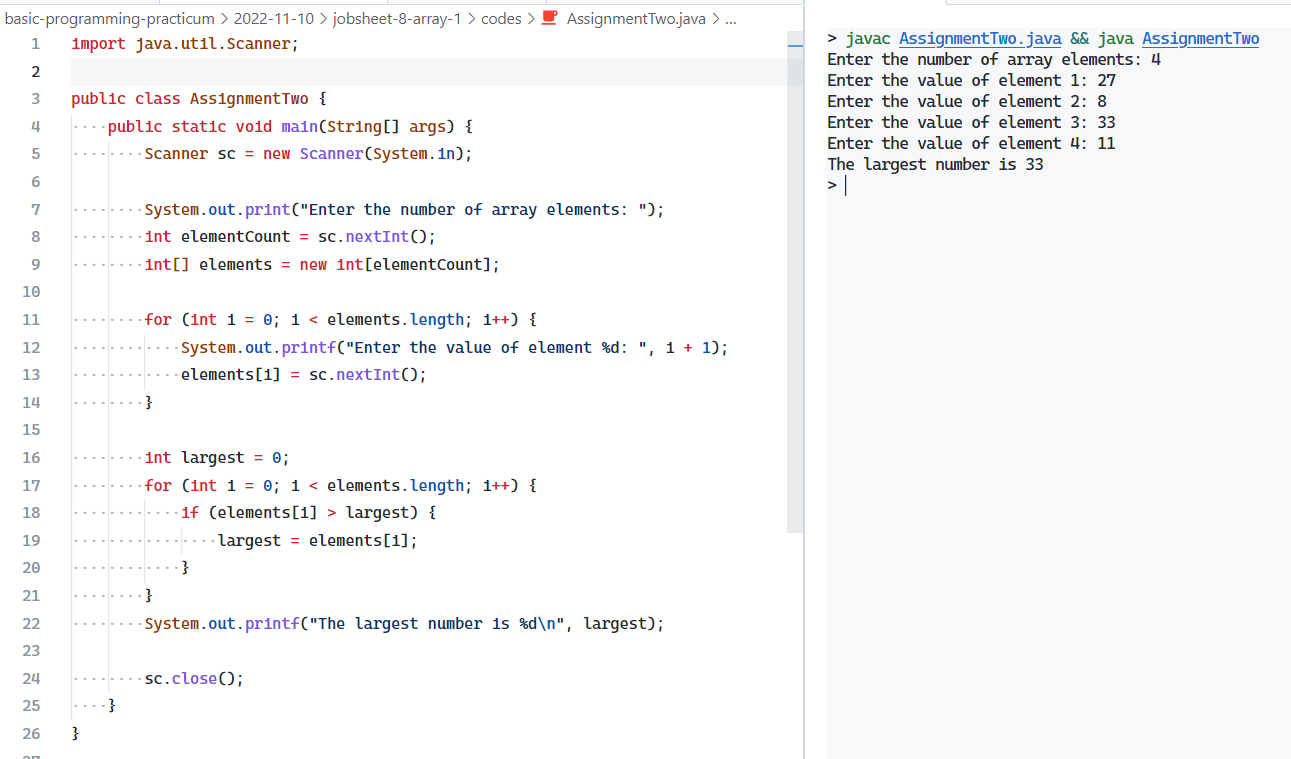 basic-programming-practicum > 2022-11-10 > jobsheet-8-array-1 > codes > AssignmentTwo.java > ...
1 import java.util.Scanner;
2
3 public class AssignmentTwo {
4 ····public static void main(String[] args) {
5 ········Scanner sc = new Scanner(System.in);
6
7 ········System.out.print("Enter the number of array elements: ");
8 ········int elementCount = sc.nextInt();
9 ········int[] elements = new int[elementCount];
10
11 ········for (int i = 0; i < elements.length; i++) {
12 ············System.out.printf("Enter the value of element %d: ", i + 1);
13 ············elements[i] = sc.nextInt();
14 ········}
15
16 ········int largest = 0;
17 ········for (int i = 0; i < elements.length; i++) {
18 ············if (elements[i] > largest) {
19 ················largest = elements[i];
20 ············}
21 ········}
22 ········System.out.printf("The largest number is %d\n", largest);
23
24 ········sc.close();
25 ····}
26 }
27
> javac AssignmentTwo.java && java AssignmentTwo
Enter the number of array elements: 4
Enter the value of element 1: 27
Enter the value of element 2: 8
Enter the value of element 3: 33
Enter the value of element 4: 11
The largest number is 33
>